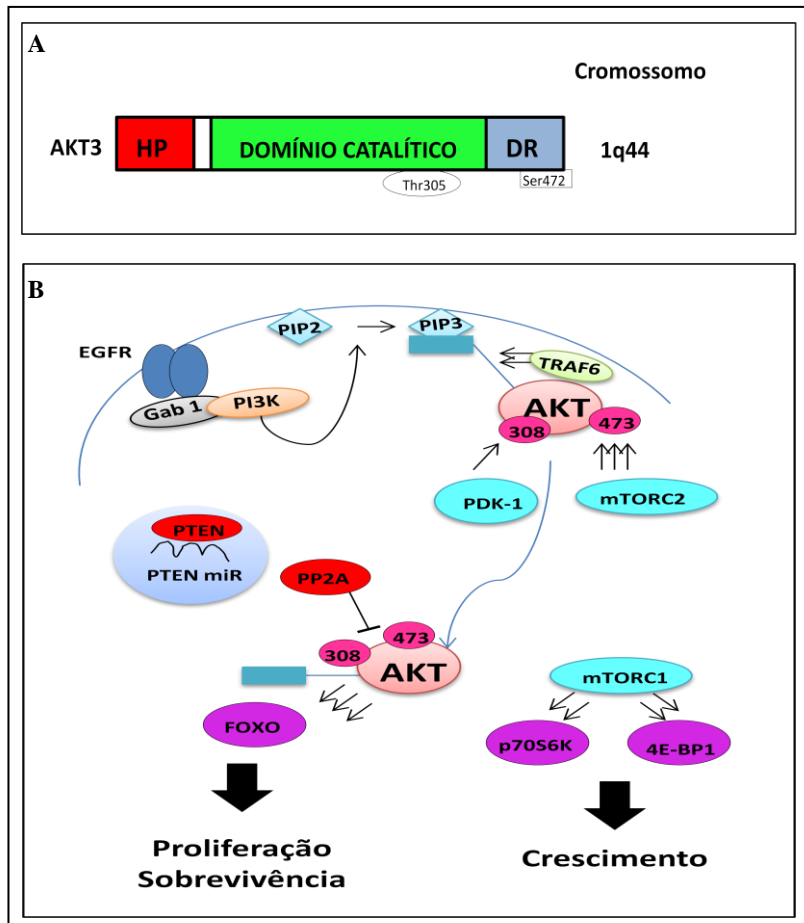 A
Cromossomo
AKT3
HP
DOMÍNIO CATALÍTICO
DR
1q44
Thr305
Ser472
B
PIP2
PIP3
EGFR
TRAF6
Gab 1
PI3K
AKT
308
473
PDK-1
mTORC2
PTEN
PTEN miR
PP2A
473
308
AKT
mTORC1
FOXO
p70S6K
4E-BP1
Proliferação
Sobrevivência
Crescimento